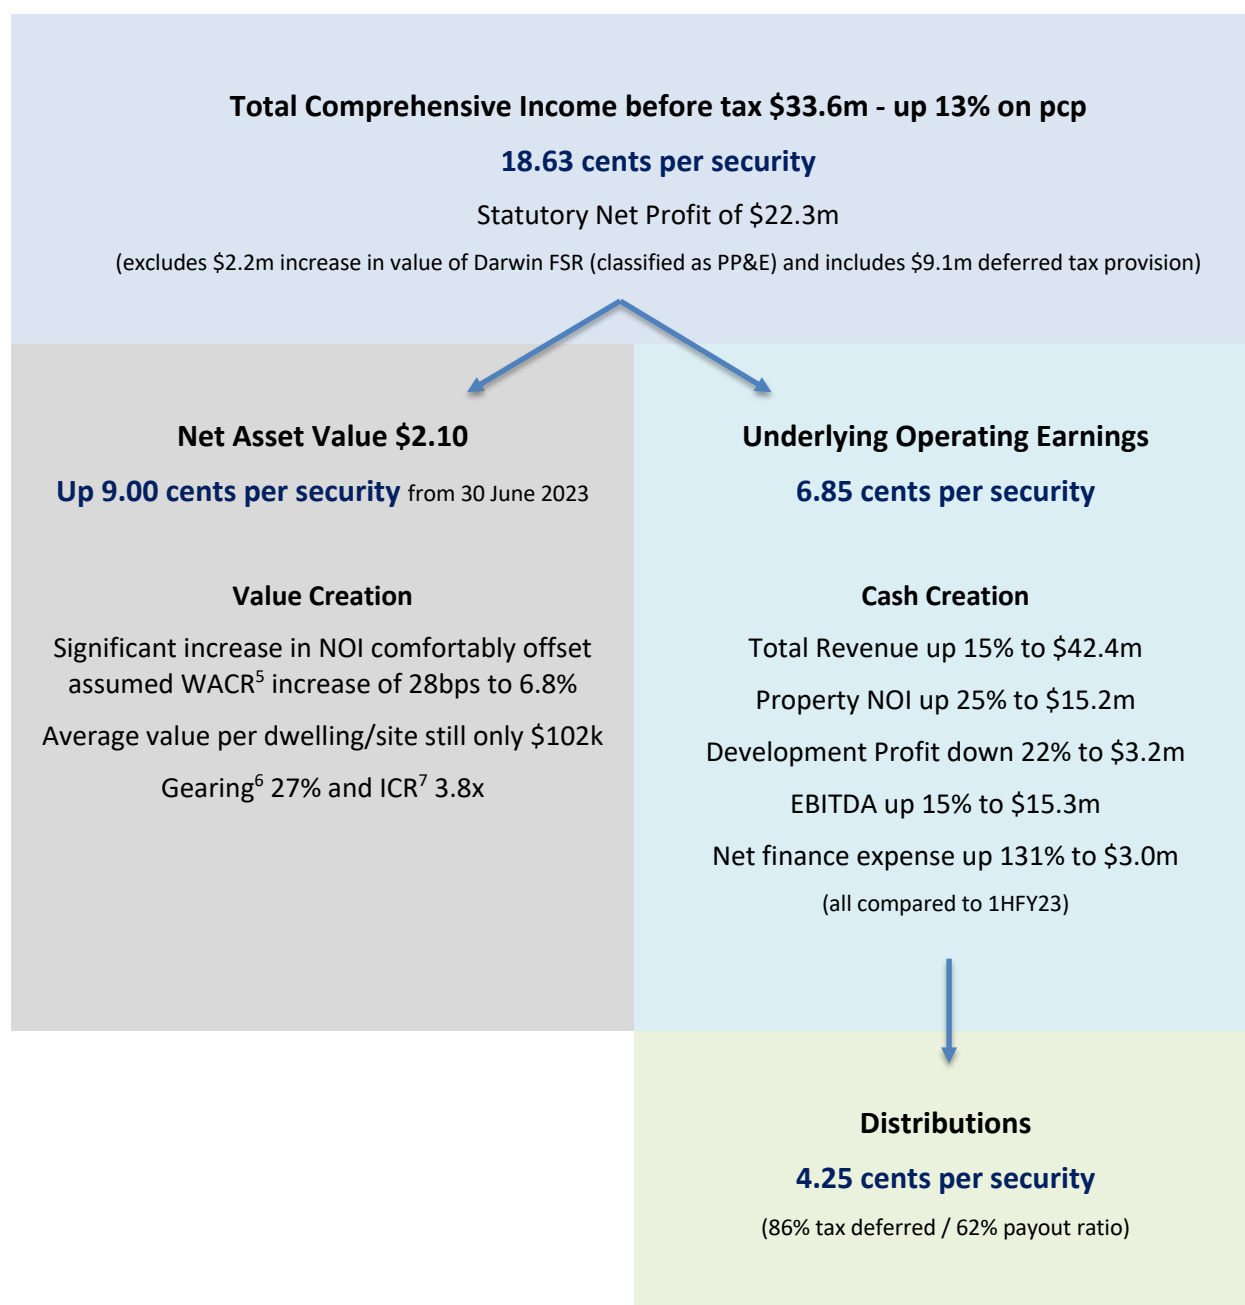 Total Comprehensive Income before tax $33.6m - up 13% on pcp
18.63 cents per security
Statutory Net Profit of $22.3m
(excludes $2.2m increase in value of Darwin FSR (classified as PP&E) and includes $9.1m deferred tax provision)
Net Asset Value $2.10
Up 9.00 cents per security from 30 June 2023
Value Creation
Significant increase in NOI comfortably offset
assumed WACR⁵ increase of 28bps to 6.8%
Average value per dwelling/site still only $102k
Gearing⁶ 27% and ICR⁷ 3.8x
Underlying Operating Earnings
6.85 cents per security
Cash Creation
Total Revenue up 15% to $42.4m
Property NOI up 25% to $15.2m
Development Profit down 22% to $3.2m
EBITDA up 15% to $15.3m
Net finance expense up 131% to $3.0m
(all compared to 1HFY23)
Distributions
4.25 cents per security
(86% tax deferred / 62% payout ratio)